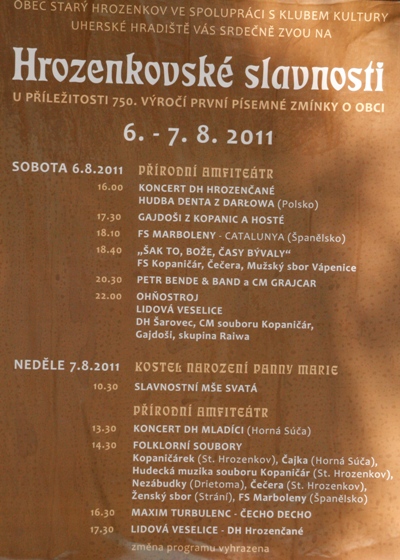 OBEC STARÝ HROZENKOV VE SPOLUPRÁCI S KLUBEM KULTURY
UHERSKÉ HRADIŠTĚ VÁS SRDEČNĚ ZVOU NA
Hrozenkovské slavnosti
U PŘÍLEŽITOSTI 750. VÝROČÍ PRVNÍ PÍSEMNÉ ZMÍNKY O OBCI
6. - 7. 8. 2011
SOBOTA 6.8.2011 PŘÍRODNÍ AMFITEÁTR
16.00 KONCERT DH HROZENČANÉ
HUDBA DENTA Z DARŁOWA (Polsko)
17.30 GAJDOŠI Z KOPANIC A HOSTÉ
18.10 FS MARBOLENY - CATALUNYA (Španělsko)
18.40 „ŠAK TO, BOŽE, ČASY BÝVALY"
FS Kopaničár, Čečera, Mužský sbor Vápenice
20.30 PETR BENDE & BAND a CM GRAJCAR
22.00 OHŇOSTROJ
LIDOVÁ VESELICE
DH Šarovec, CM souboru Kopaničár,
Gajdoši, skupina Raiwa
NEDĚLE 7.8.2011 KOSTEL NAROZENÍ PANNY MARIE
10.30 SLAVNOSTNÍ MŠE SVATÁ
PŘÍRODNÍ AMFITEÁTR
13.30 KONCERT DH MLADÍCI (Horná Súča)
14.30 FOLKLORNÍ SOUBORY
Kopaničárek (St. Hrozenkov), Čajka (Horná Súča),
Hudecká muzika souboru Kopaničár (St. Hrozenkov),
Nezábudky (Drietoma), Čečera (St. Hrozenkov),
Ženský sbor (Strání), FS Marboleny (Španělsko)
16.30 MAXIM TURBULENC - ČECHO DECHO
17.30 LIDOVÁ VESELICE - DH Hrozenčané
změna programu vyhrazena